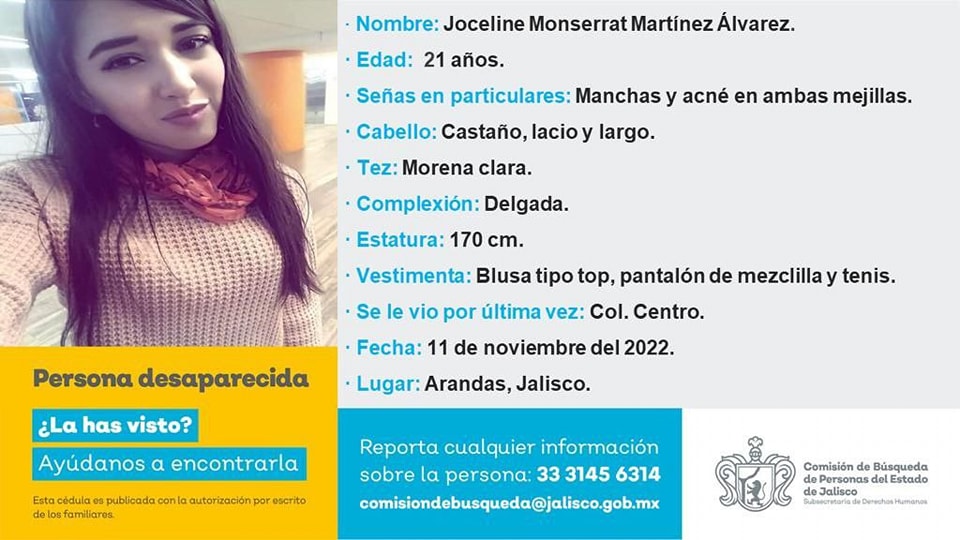 · Nombre: Joceline Monserrat Martínez Álvarez.
· Edad: 21 años.
· Señas en particulares: Manchas y acné en ambas mejillas.
· Cabello: Castaño, lacio y largo.
· Tez: Morena clara.
· Complexión: Delgada.
· Estatura: 170 cm.
· Vestimenta: Blusa tipo top, pantalón de mezclilla y tenis.
· Se le vio por última vez: Col. Centro.
· Fecha: 11 de noviembre del 2022.
· Lugar: Arandas, Jalisco.
Persona desaparecida
¿La has visto?
Ayúdanos a encontrarla
Esta cédula es publicada con la autorización por escrito
de los familiares.
Reporta cualquier información
sobre la persona: 33 3145 6314
comisiondebusqueda@jalisco.gob.mx
Comisión de Búsqueda
de Personas del Estado
de Jalisco
Subsecretaría de Derechos Humanos